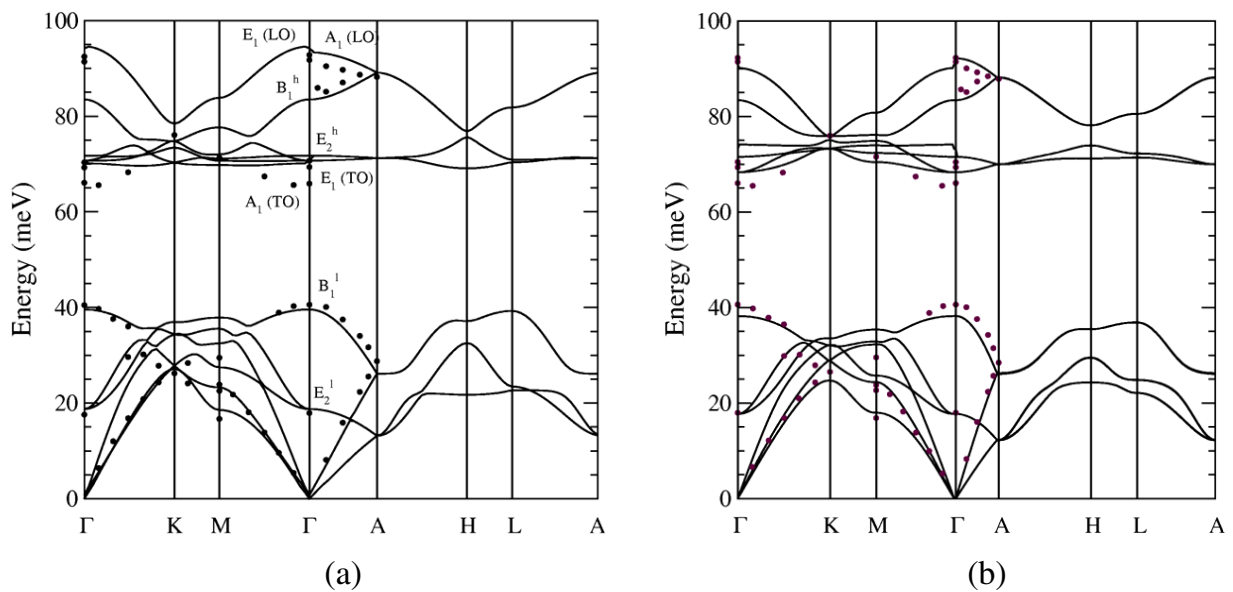 100
80
60
40
20
0
Energy (meV)
E1 (LO)
A1 (LO)
B1h
E2h
E1 (TO)
A1 (TO)
B1l
E2l
Γ K M Γ A H L A
(a)
100
80
60
40
20
0
Energy (meV)
Γ K M Γ A H L A
(b)